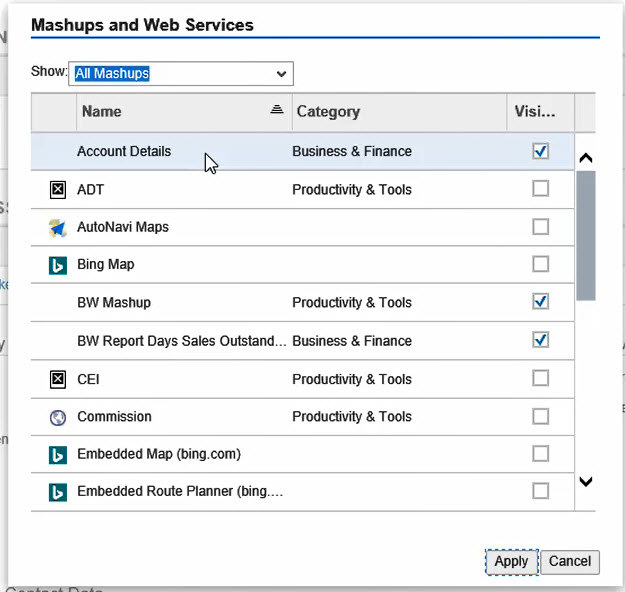 Mashups and Web Services
Show: All Mashups
Name Category Visi...
Account Details Business & Finance
ADT Productivity & Tools
AutoNavi Maps
Bing Map
BW Mashup Productivity & Tools
BW Report Days Sales Outstand... Business & Finance
CEI Productivity & Tools
Commission Productivity & Tools
Embedded Map (bing.com)
Embedded Route Planner (bing....
Apply Cancel